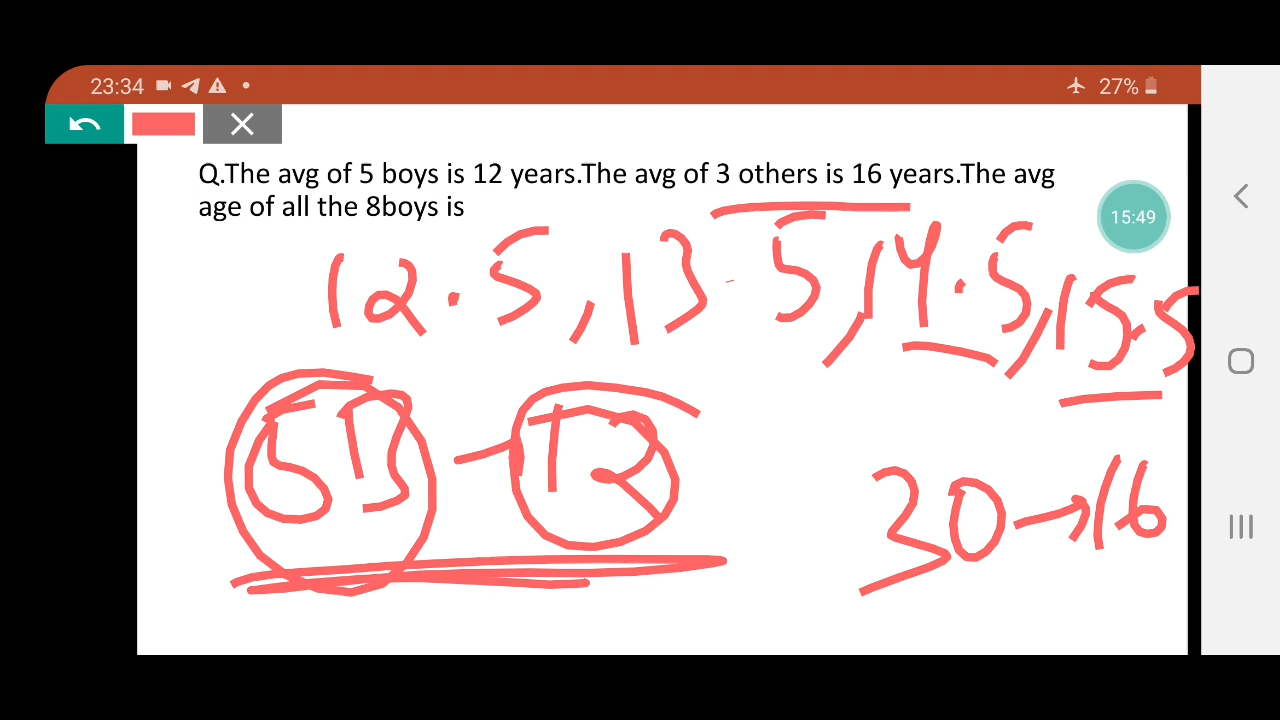 23:34
27%
Q.The avg of 5 boys is 12 years.The avg of 3 others is 16 years.The avg
age of all the 8boys is
15:49
12.5, 13.5, 14.5, 15.5
5B - 12
30→16